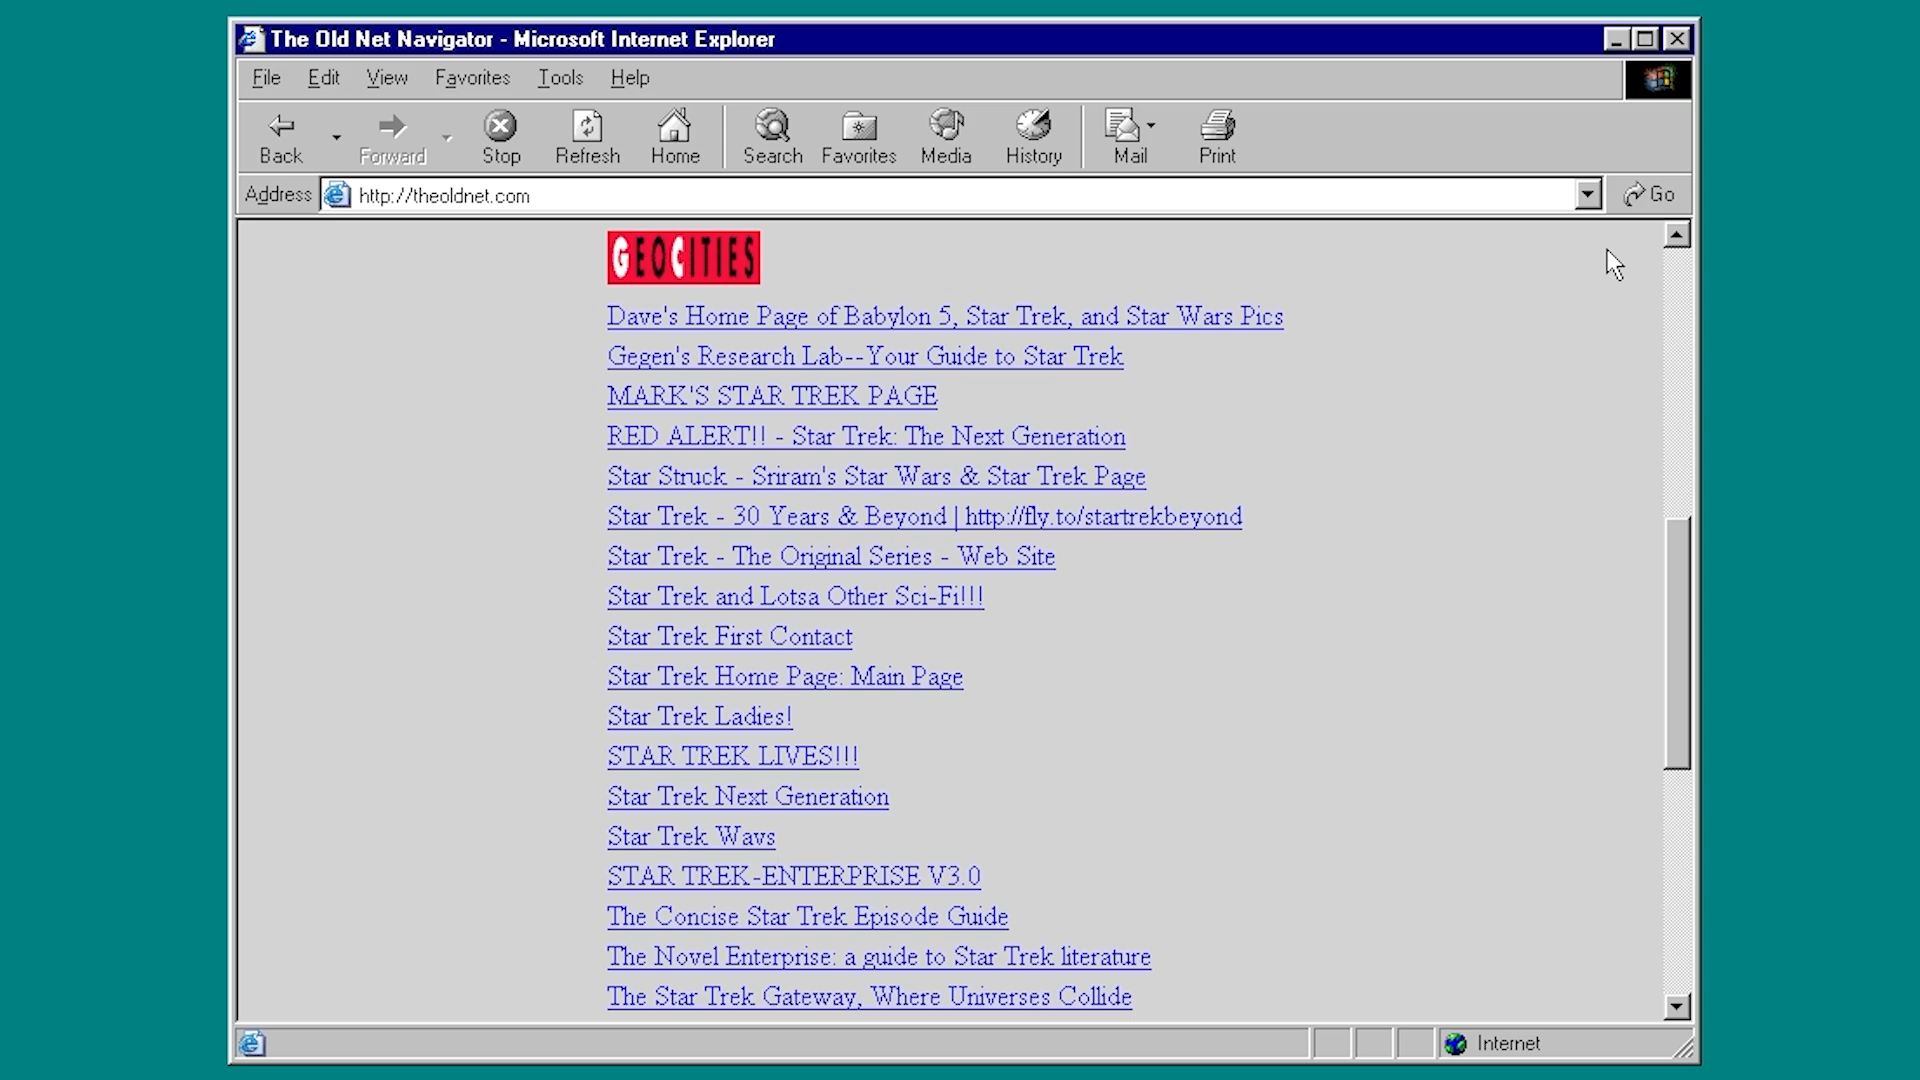 The Old Net Navigator - Microsoft Internet Explorer
File Edit View Favorites Tools Help
Back Forward Stop Refresh Home Search Favorites Media History Mail Print
Address http://theoldnet.com Go
GEOCITIES
Dave's Home Page of Babylon 5, Star Trek, and Star Wars Pics
Gegen's Research Lab--Your Guide to Star Trek
MARK'S STAR TREK PAGE
RED ALERT!! - Star Trek: The Next Generation
Star Struck - Sriram's Star Wars & Star Trek Page
Star Trek - 30 Years & Beyond | http://fly.to/startrekbeyond
Star Trek - The Original Series - Web Site
Star Trek and Lotsa Other Sci-Fi!!!
Star Trek First Contact
Star Trek Home Page: Main Page
Star Trek Ladies!
STAR TREK LIVES!!!
Star Trek Next Generation
Star Trek Wavs
STAR TREK-ENTERPRISE V3.0
The Concise Star Trek Episode Guide
The Novel Enterprise: a guide to Star Trek literature
The Star Trek Gateway, Where Universes Collide
Internet